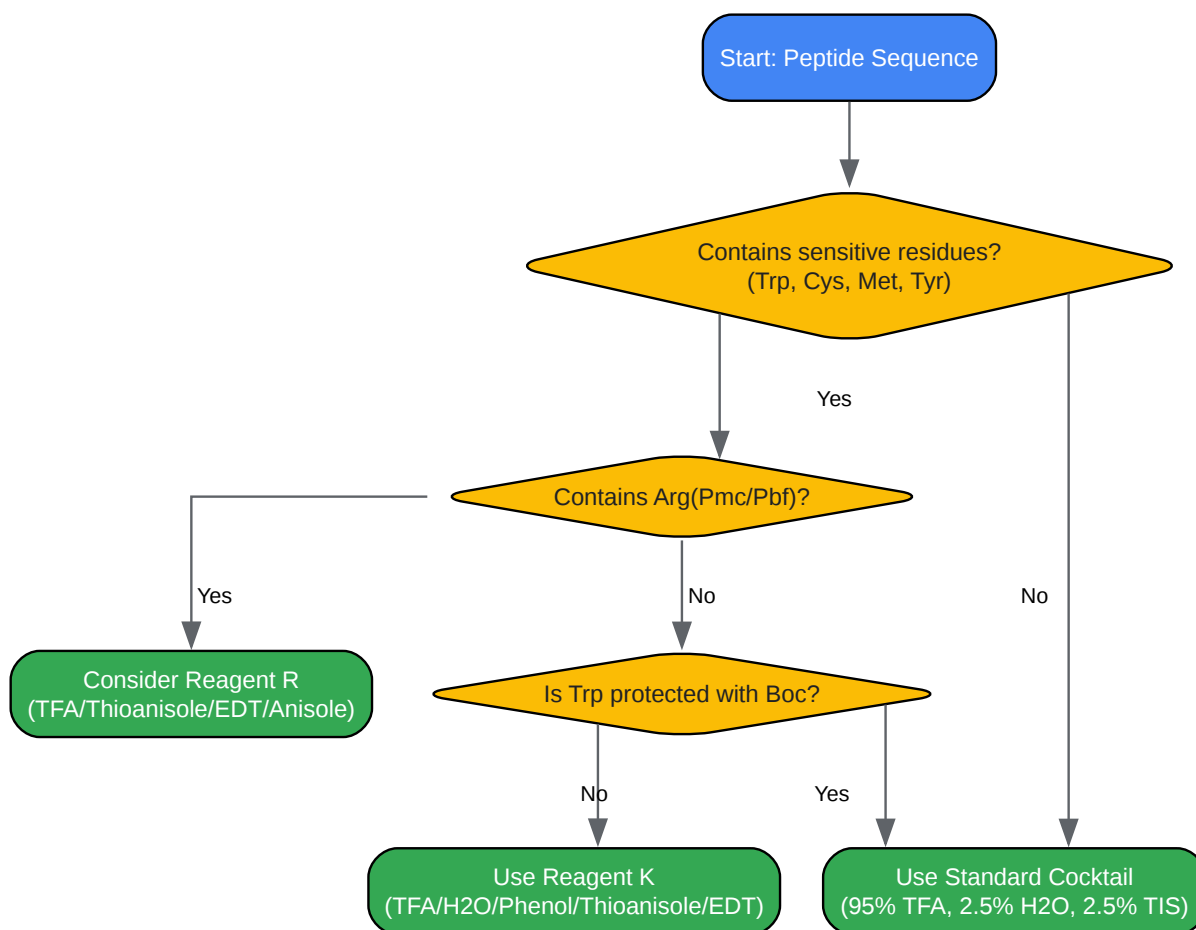 Start: Peptide Sequence
Contains sensitive residues?
(Trp, Cys, Met, Tyr)
Yes
Contains Arg(Pmc/Pbf)?
Yes
No
No
Consider Reagent R
(TFA/Thioanisole/EDT/Anisole)
Is Trp protected with Boc?
No
Yes
Use Reagent K
(TFA/H2O/Phenol/Thioanisole/EDT)
Use Standard Cocktail
(95% TFA, 2.5% H2O, 2.5% TIS)